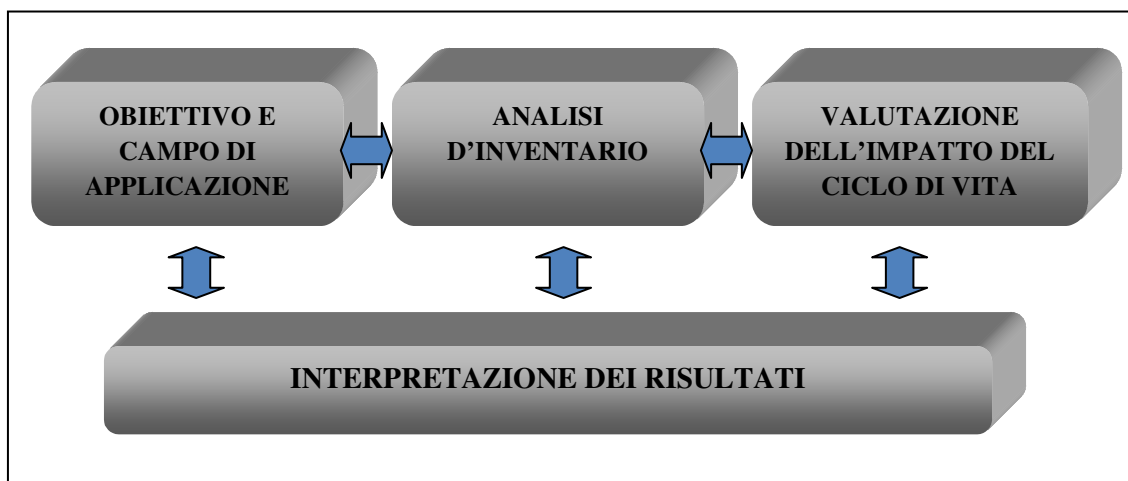 OBIETTIVO E
CAMPO DI
APPLICAZIONE
ANALISI
D’INVENTARIO
VALUTAZIONE
DELL’IMPATTO DEL
CICLO DI VITA
INTERPRETAZIONE DEI RISULTATI